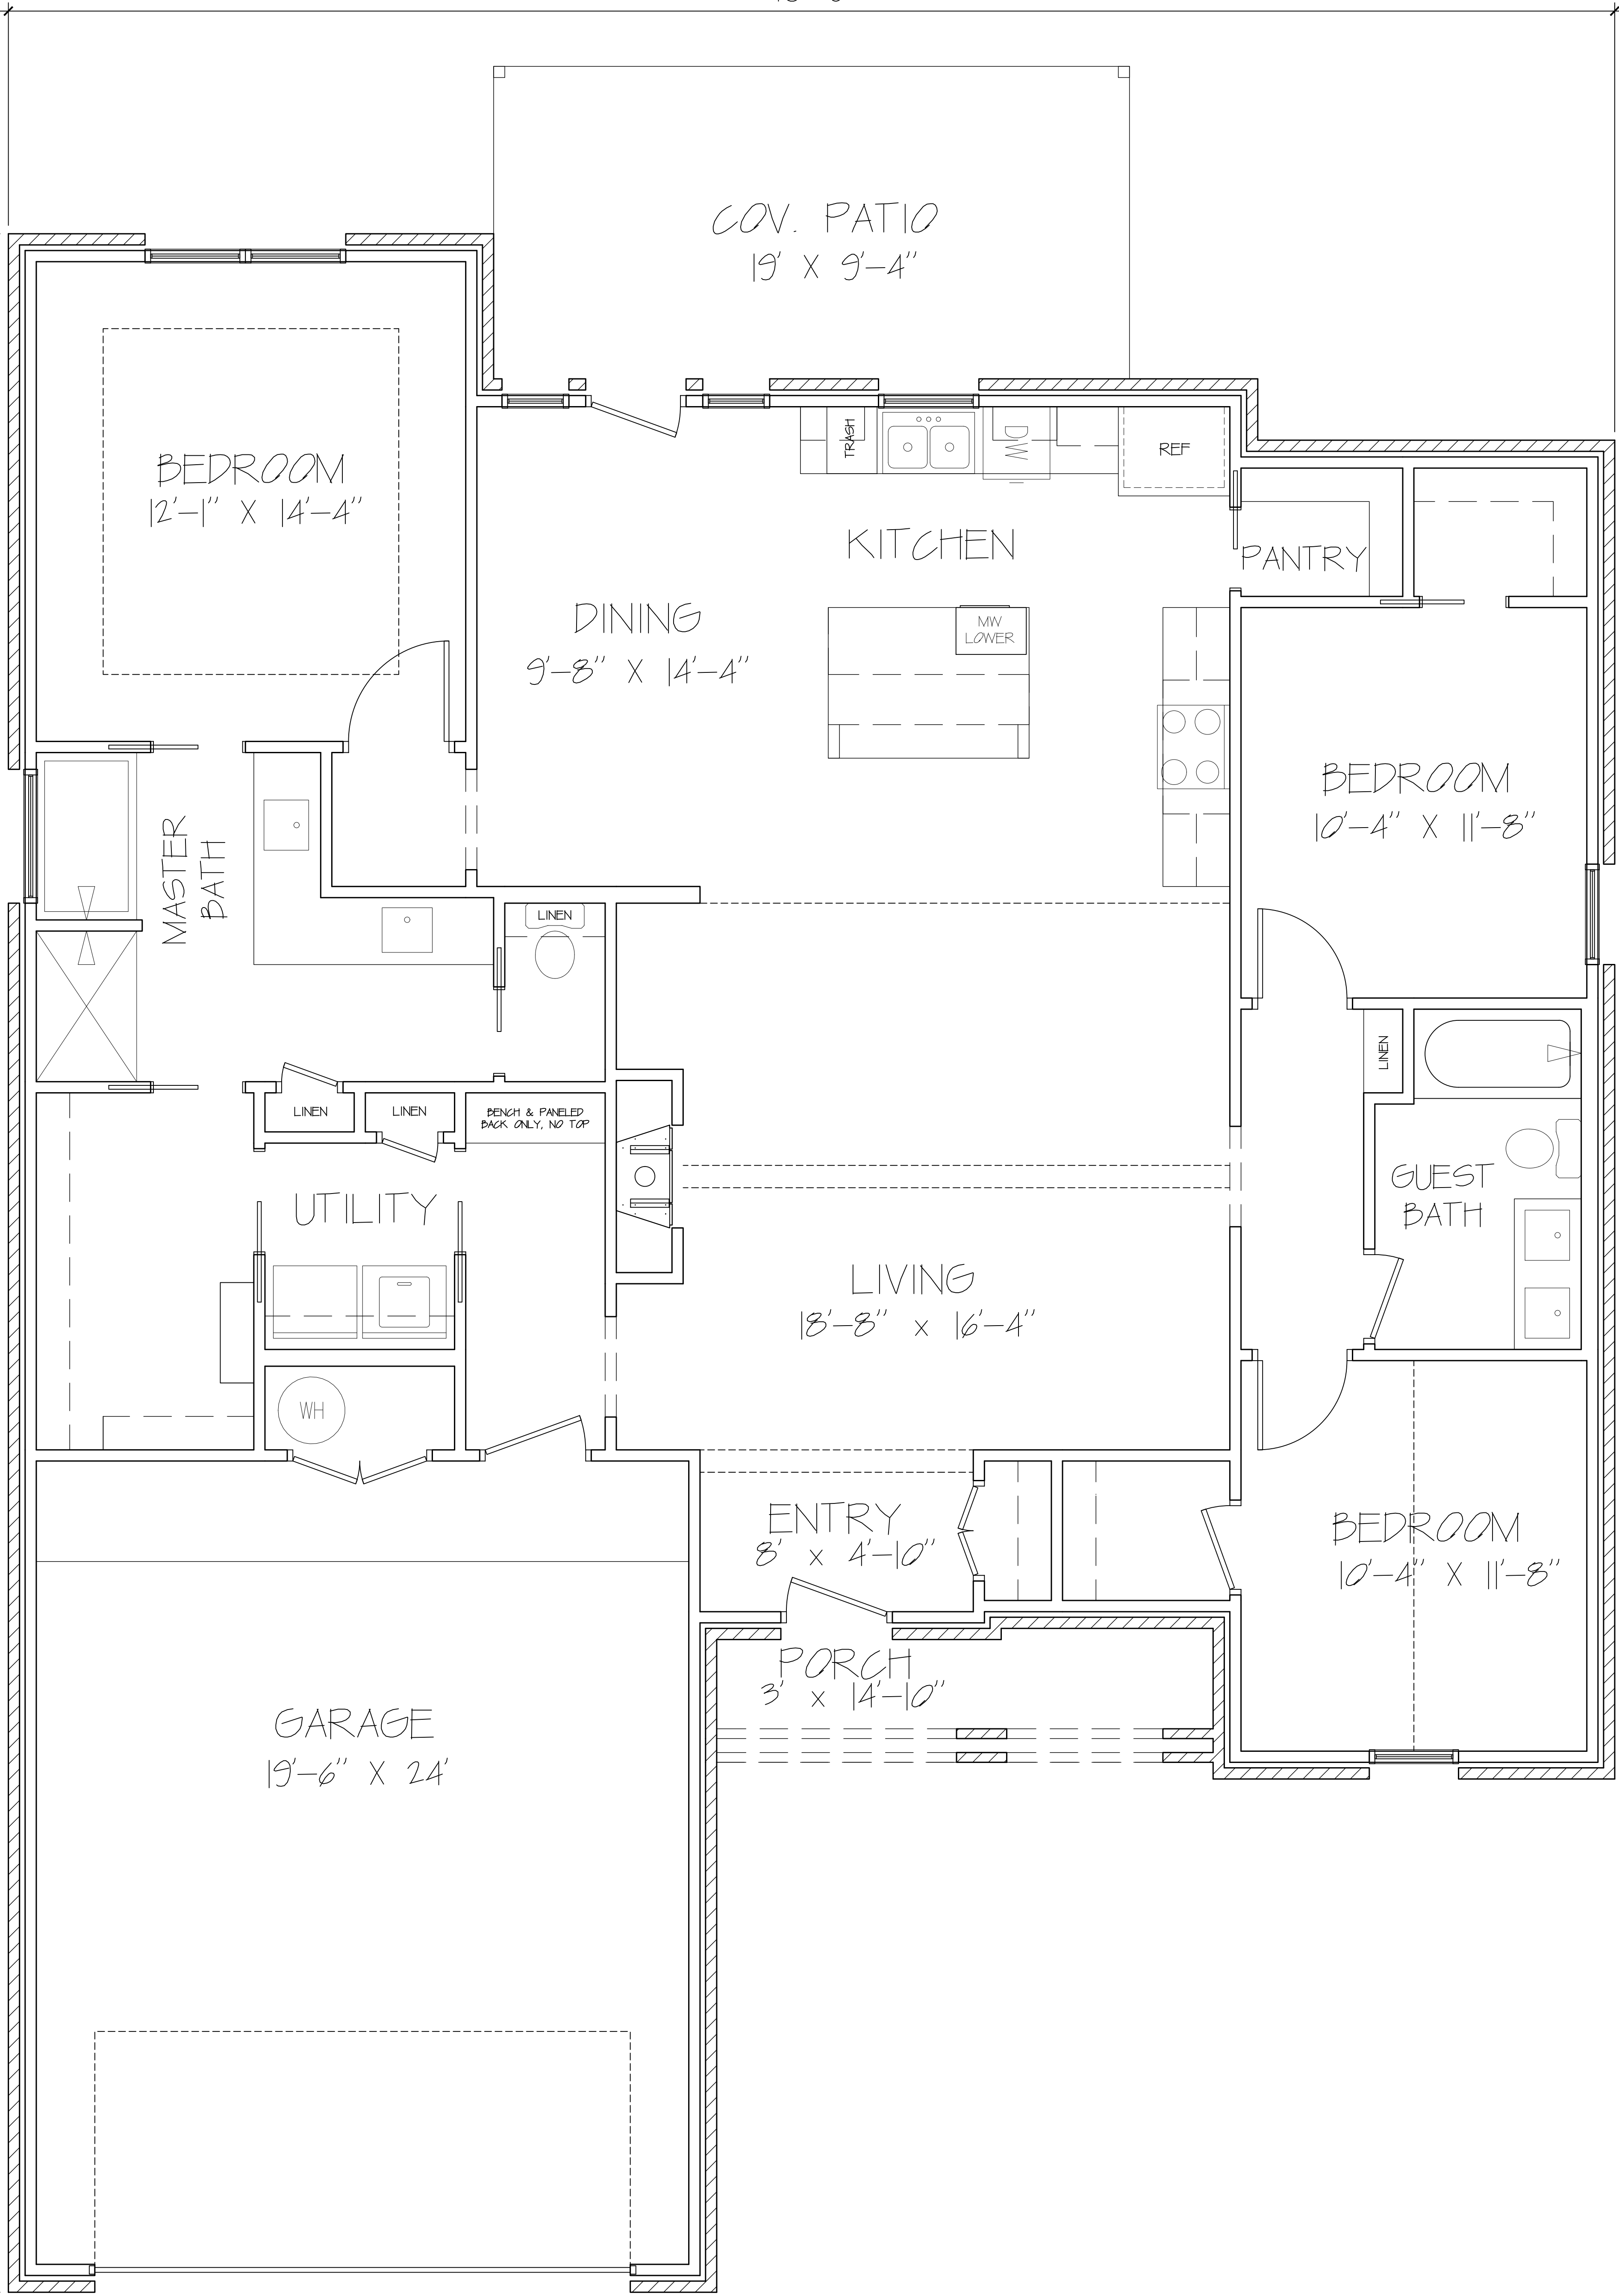 COV. PATIO
19' X 9'-4"
BEDROOM
12'-1" X 14'-4"
TRASH
DW
REF
KITCHEN
PANTRY
DINING
9'-8" X 14'-4"
MW
LOWER
BEDROOM
10'-4" X 11'-8"
MASTER
BATH
LINEN
LINEN
LINEN
LINEN
BENCH & PANELED
BACK ONLY, NO TOP
UTILITY
GUEST
BATH
LIVING
18'-8" x 16'-4"
WH
ENTRY
8' x 4'-10"
BEDROOM
10'-4" X 11'-8"
PORCH
3' x 14'-10"
GARAGE
19'-6" X 24'